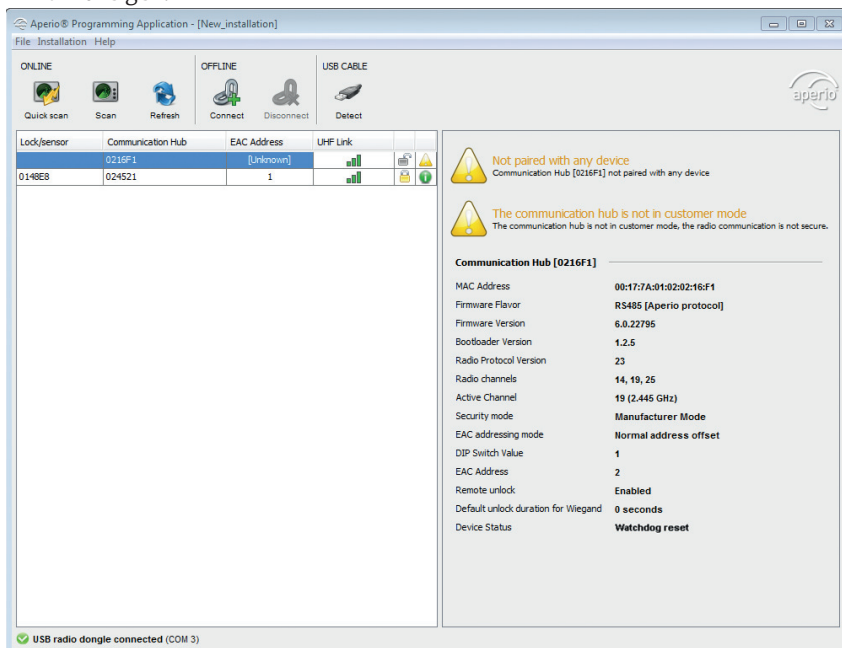 Aperio® Programming Application - [New_installation]
File Installation Help
ONLINE OFFLINE USB CABLE
Quick scan Scan Refresh Connect Disconnect Detect
aperio
Lock/sensor Communication Hub EAC Address UHF Link
0216F1 [Unknown]
0148E8 024521 1
Not paired with any device
Communication Hub [0216F1] not paired with any device
The communication hub is not in customer mode
The communication hub is not in customer mode, the radio communication is not secure.
Communication Hub [0216F1]
MAC Address 00:17:7A:01:02:02:16:F1
Firmware Flavor RS485 [Aperio protocol]
Firmware Version 6.0.22795
Bootloader Version 1.2.5
Radio Protocol Version 23
Radio channels 14, 19, 25
Active Channel 19 (2.445 GHz)
Security mode Manufacturer Mode
EAC addressing mode Normal address offset
DIP Switch Value 1
EAC Address 2
Remote unlock Enabled
Default unlock duration for Wiegand 0 seconds
Device Status Watchdog reset
USB radio dongle connected (COM 3)